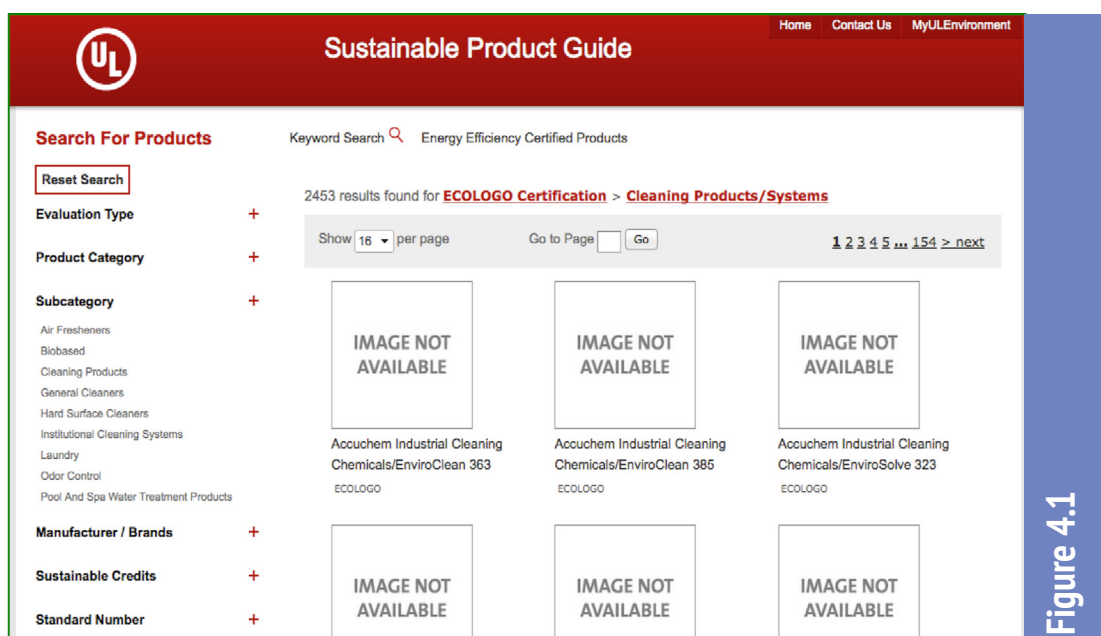 Home Contact Us MyULEnvironment
UL
Sustainable Product Guide
Search For Products
Reset Search
Evaluation Type +
Product Category +
Subcategory +
Air Fresheners
Biobased
Cleaning Products
General Cleaners
Hard Surface Cleaners
Institutional Cleaning Systems
Laundry
Odor Control
Pool And Spa Water Treatment Products
Manufacturer / Brands +
Sustainable Credits +
Standard Number +
Keyword Search Energy Efficiency Certified Products
2453 results found for ECOLOGO Certification > Cleaning Products/Systems
Show 16 per page Go to Page Go 1 2 3 4 5 ... 154 > next
IMAGE NOT
AVAILABLE
Accuchem Industrial Cleaning
Chemicals/EnviroClean 363
ECOLOGO
IMAGE NOT
AVAILABLE
Accuchem Industrial Cleaning
Chemicals/EnviroClean 385
ECOLOGO
IMAGE NOT
AVAILABLE
Accuchem Industrial Cleaning
Chemicals/EnviroSolve 323
ECOLOGO
IMAGE NOT
AVAILABLE
IMAGE NOT
AVAILABLE
IMAGE NOT
AVAILABLE
Figure 4.1